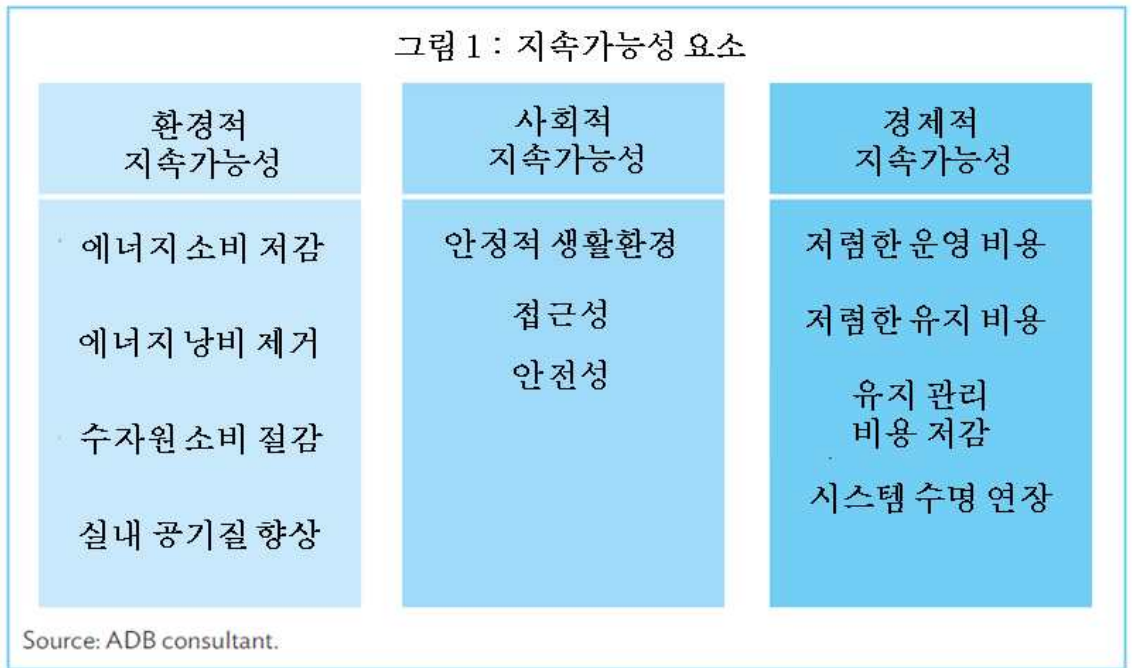 그림 1 : 지속가능성 요소
환경적
지속가능성
에너지 소비 저감
에너지 낭비 제거
수자원 소비 절감
실내 공기질 향상
사회적
지속가능성
안정적 생활환경
접근성
안전성
경제적
지속가능성
저렴한 운영 비용
저렴한 유지 비용
유지 관리
비용 저감
시스템 수명 연장
Source: ADB consultant.